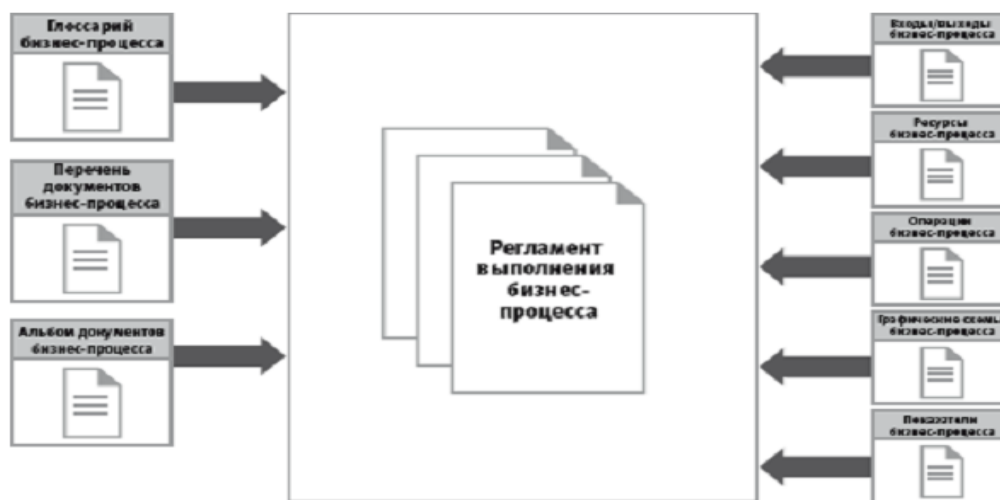 Глоссарий
бизнес-процесса
Перечень
документов
бизнес-процесса
Альбом документов
бизнес-процесса
Регламент
выполнения
бизнес-
процесса
Входы/выходы
бизнес-процесса
Ресурсы
бизнес-процесса
Операции
бизнес-процесса
Графические схемы
бизнес-процесса
Показатели
бизнес-процесса